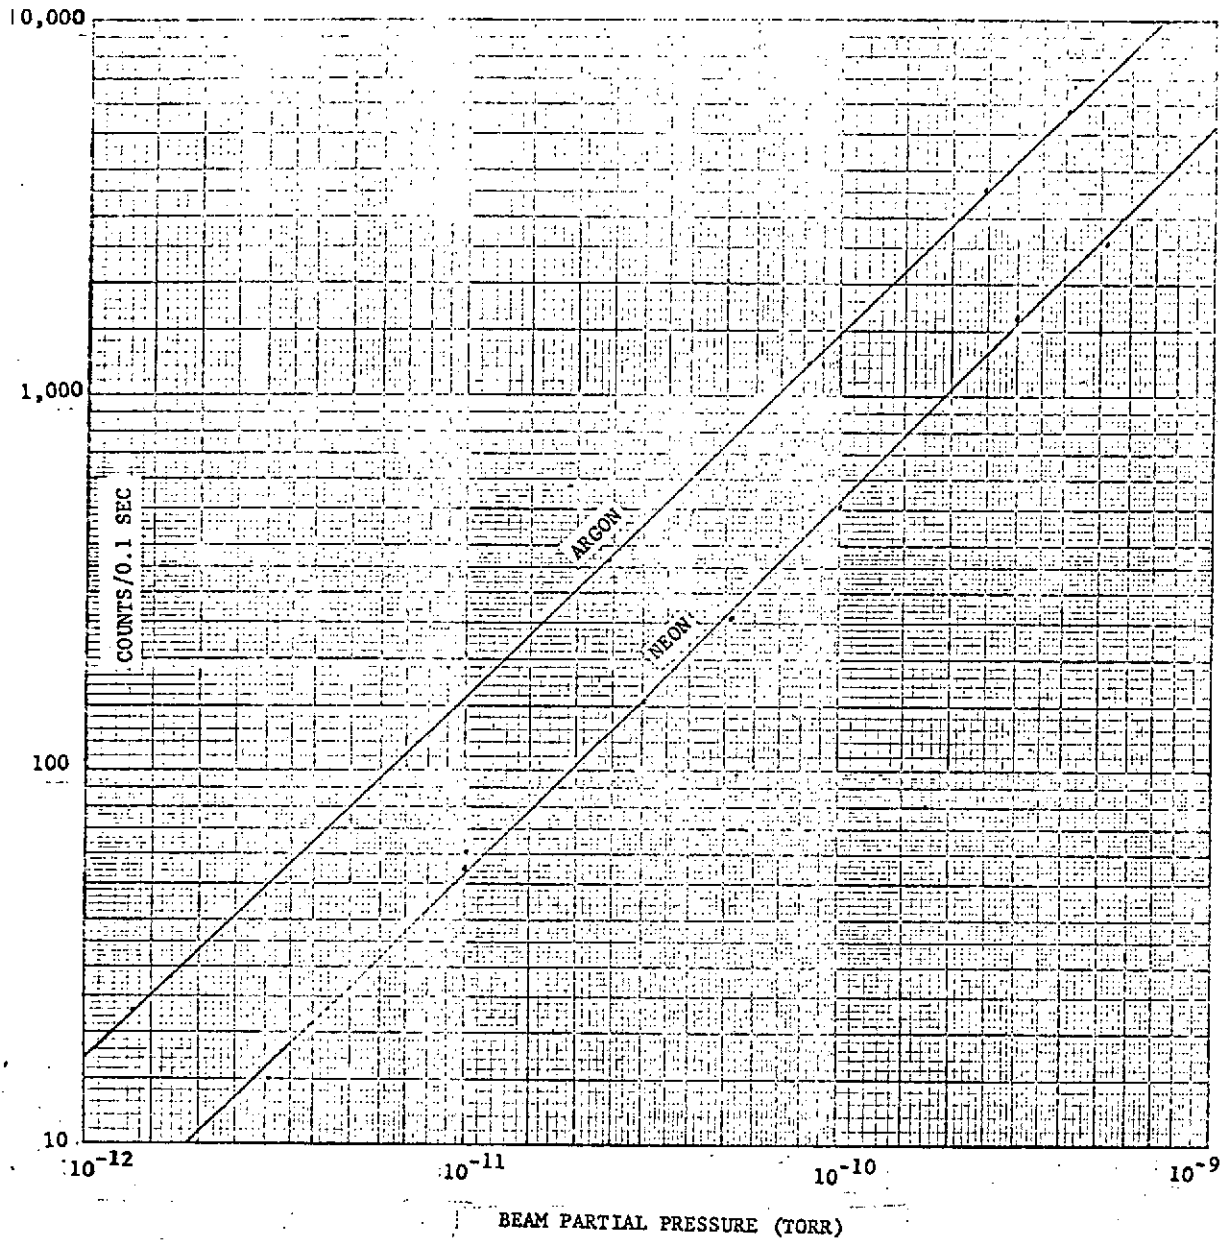 10,000
1,000
COUNTS/0.1 SEC
ARGON
NEON
100
10
10-12
10-11
10-10
10-9
BEAM PARTIAL PRESSURE (TORR)